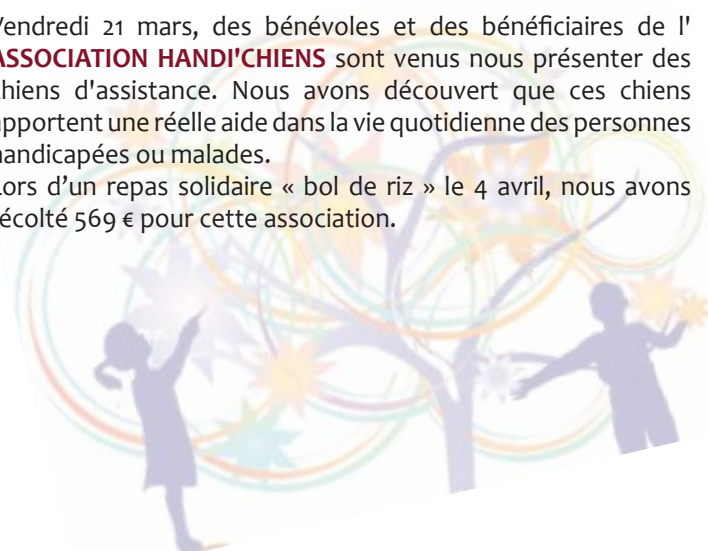 Vendredi 21 mars, des bénévoles et des bénéficiaires de l'
ASSOCIATION HANDI'CHIENS sont venus nous présenter des
chiens d'assistance. Nous avons découvert que ces chiens
apportent une réelle aide dans la vie quotidienne des personnes
handicapées ou malades.
Lors d’un repas solidaire « bol de riz » le 4 avril, nous avons
récolté 569 € pour cette association.